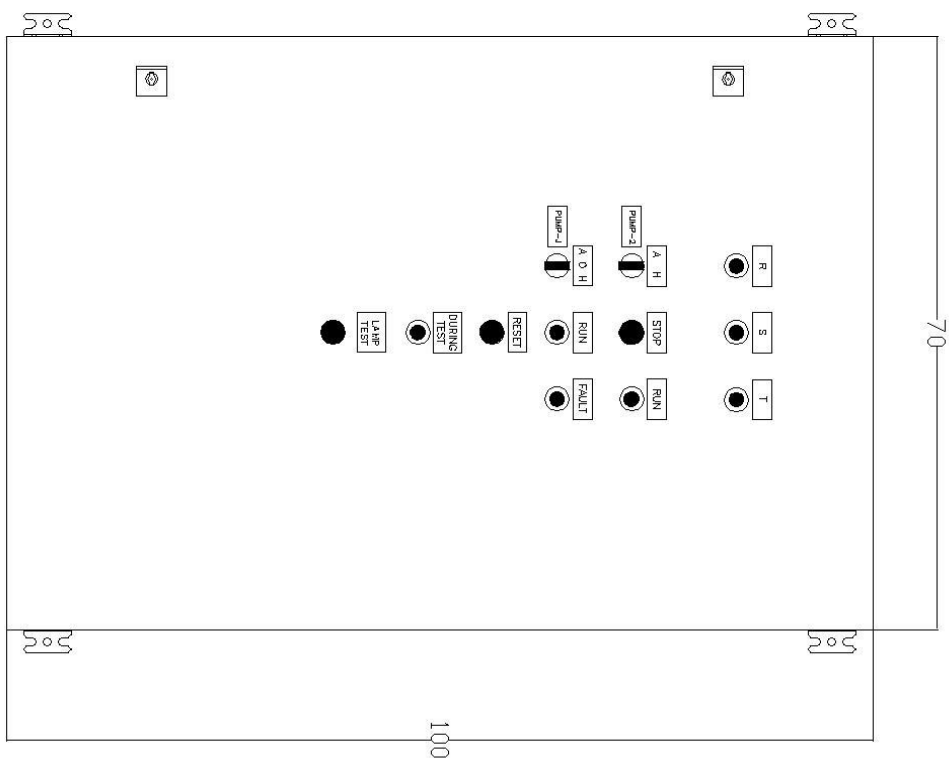 70
R
S
T
A H
STOP
RUN
PUMP-2
A O H
RUN
FAULT
PUMP-1
RESET
DURING
TEST
LAMP
TEST
100